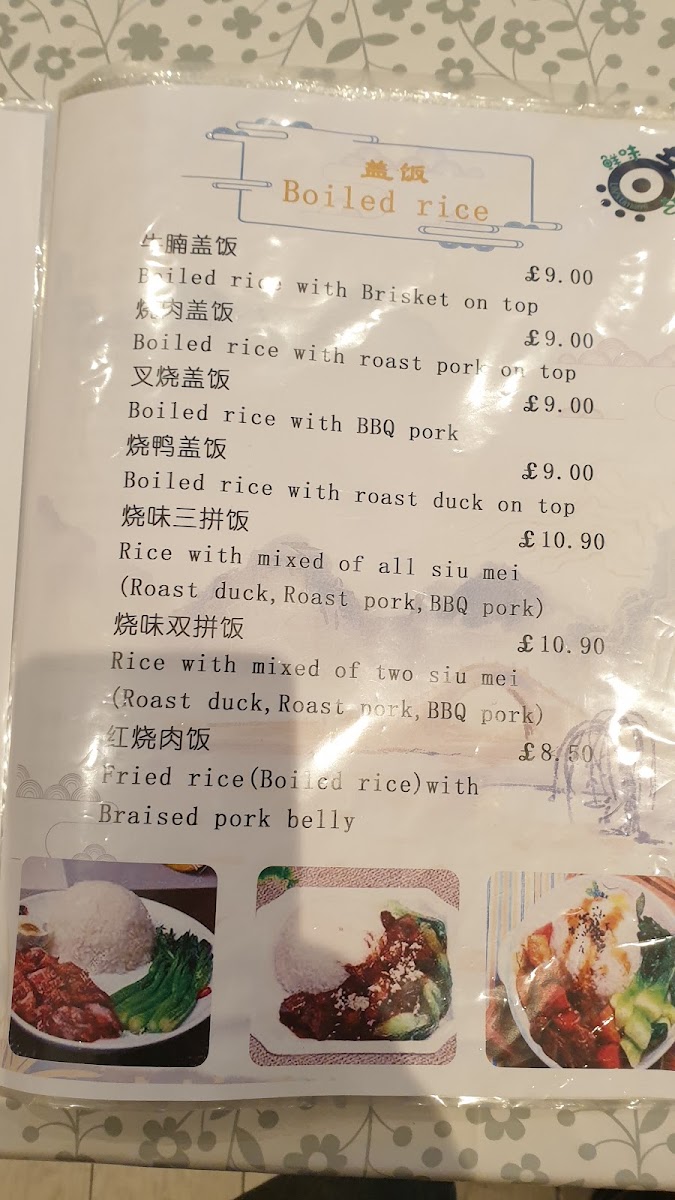 盖饭
Boiled rice
鲜味
牛腩盖饭
£9.00
Boiled rice with Brisket on top
烧肉盖饭
£9.00
Boiled rice with roast pork on top
叉烧盖饭
£9.00
Boiled rice with BBQ pork
烧鸭盖饭
£9.00
Boiled rice with roast duck on top
烧味三拼饭
£10.90
Rice with mixed of all siu mei
(Roast duck,Roast pork,BBQ pork)
烧味双拼饭
£10.90
Rice with mixed of two siu mei
(Roast duck,Roast pork,BBQ pork)
红烧肉饭
£8.50
Fried rice(Boiled rice)with
Braised pork belly